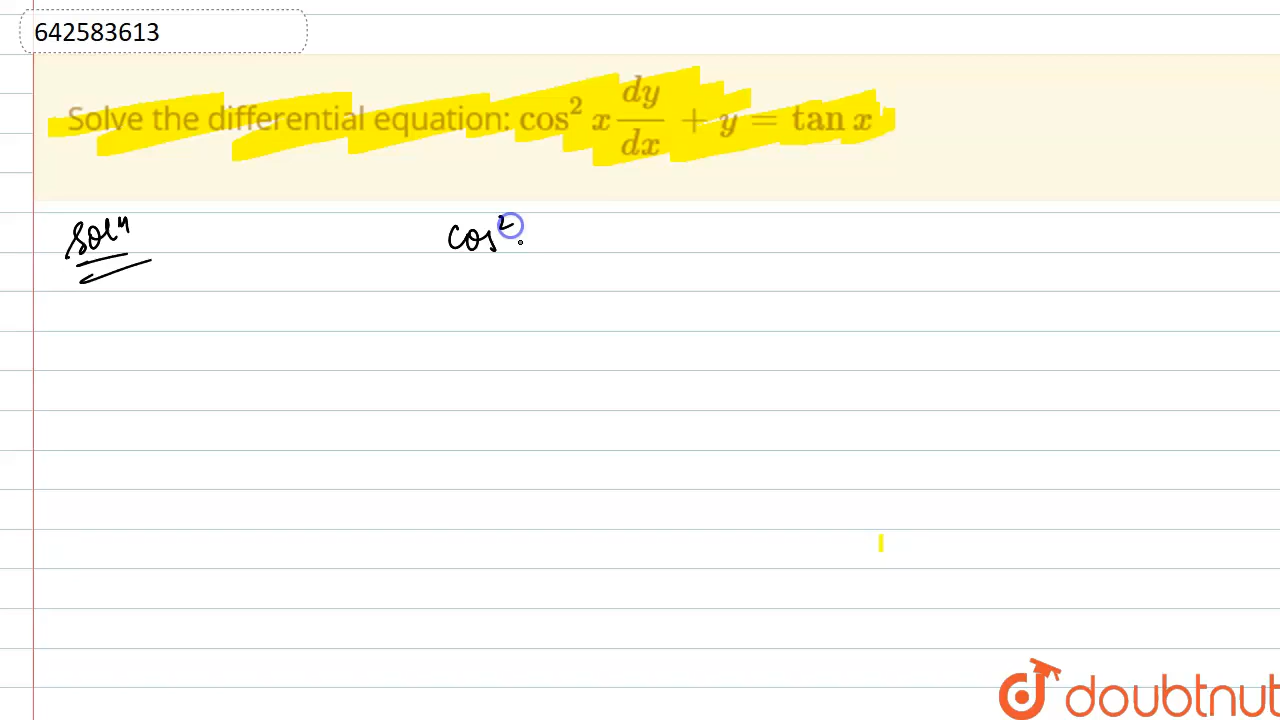 642583613
Solve the differential equation: cos² x dy/dx + y = tan x
Solⁿ
cos²
doubtnut